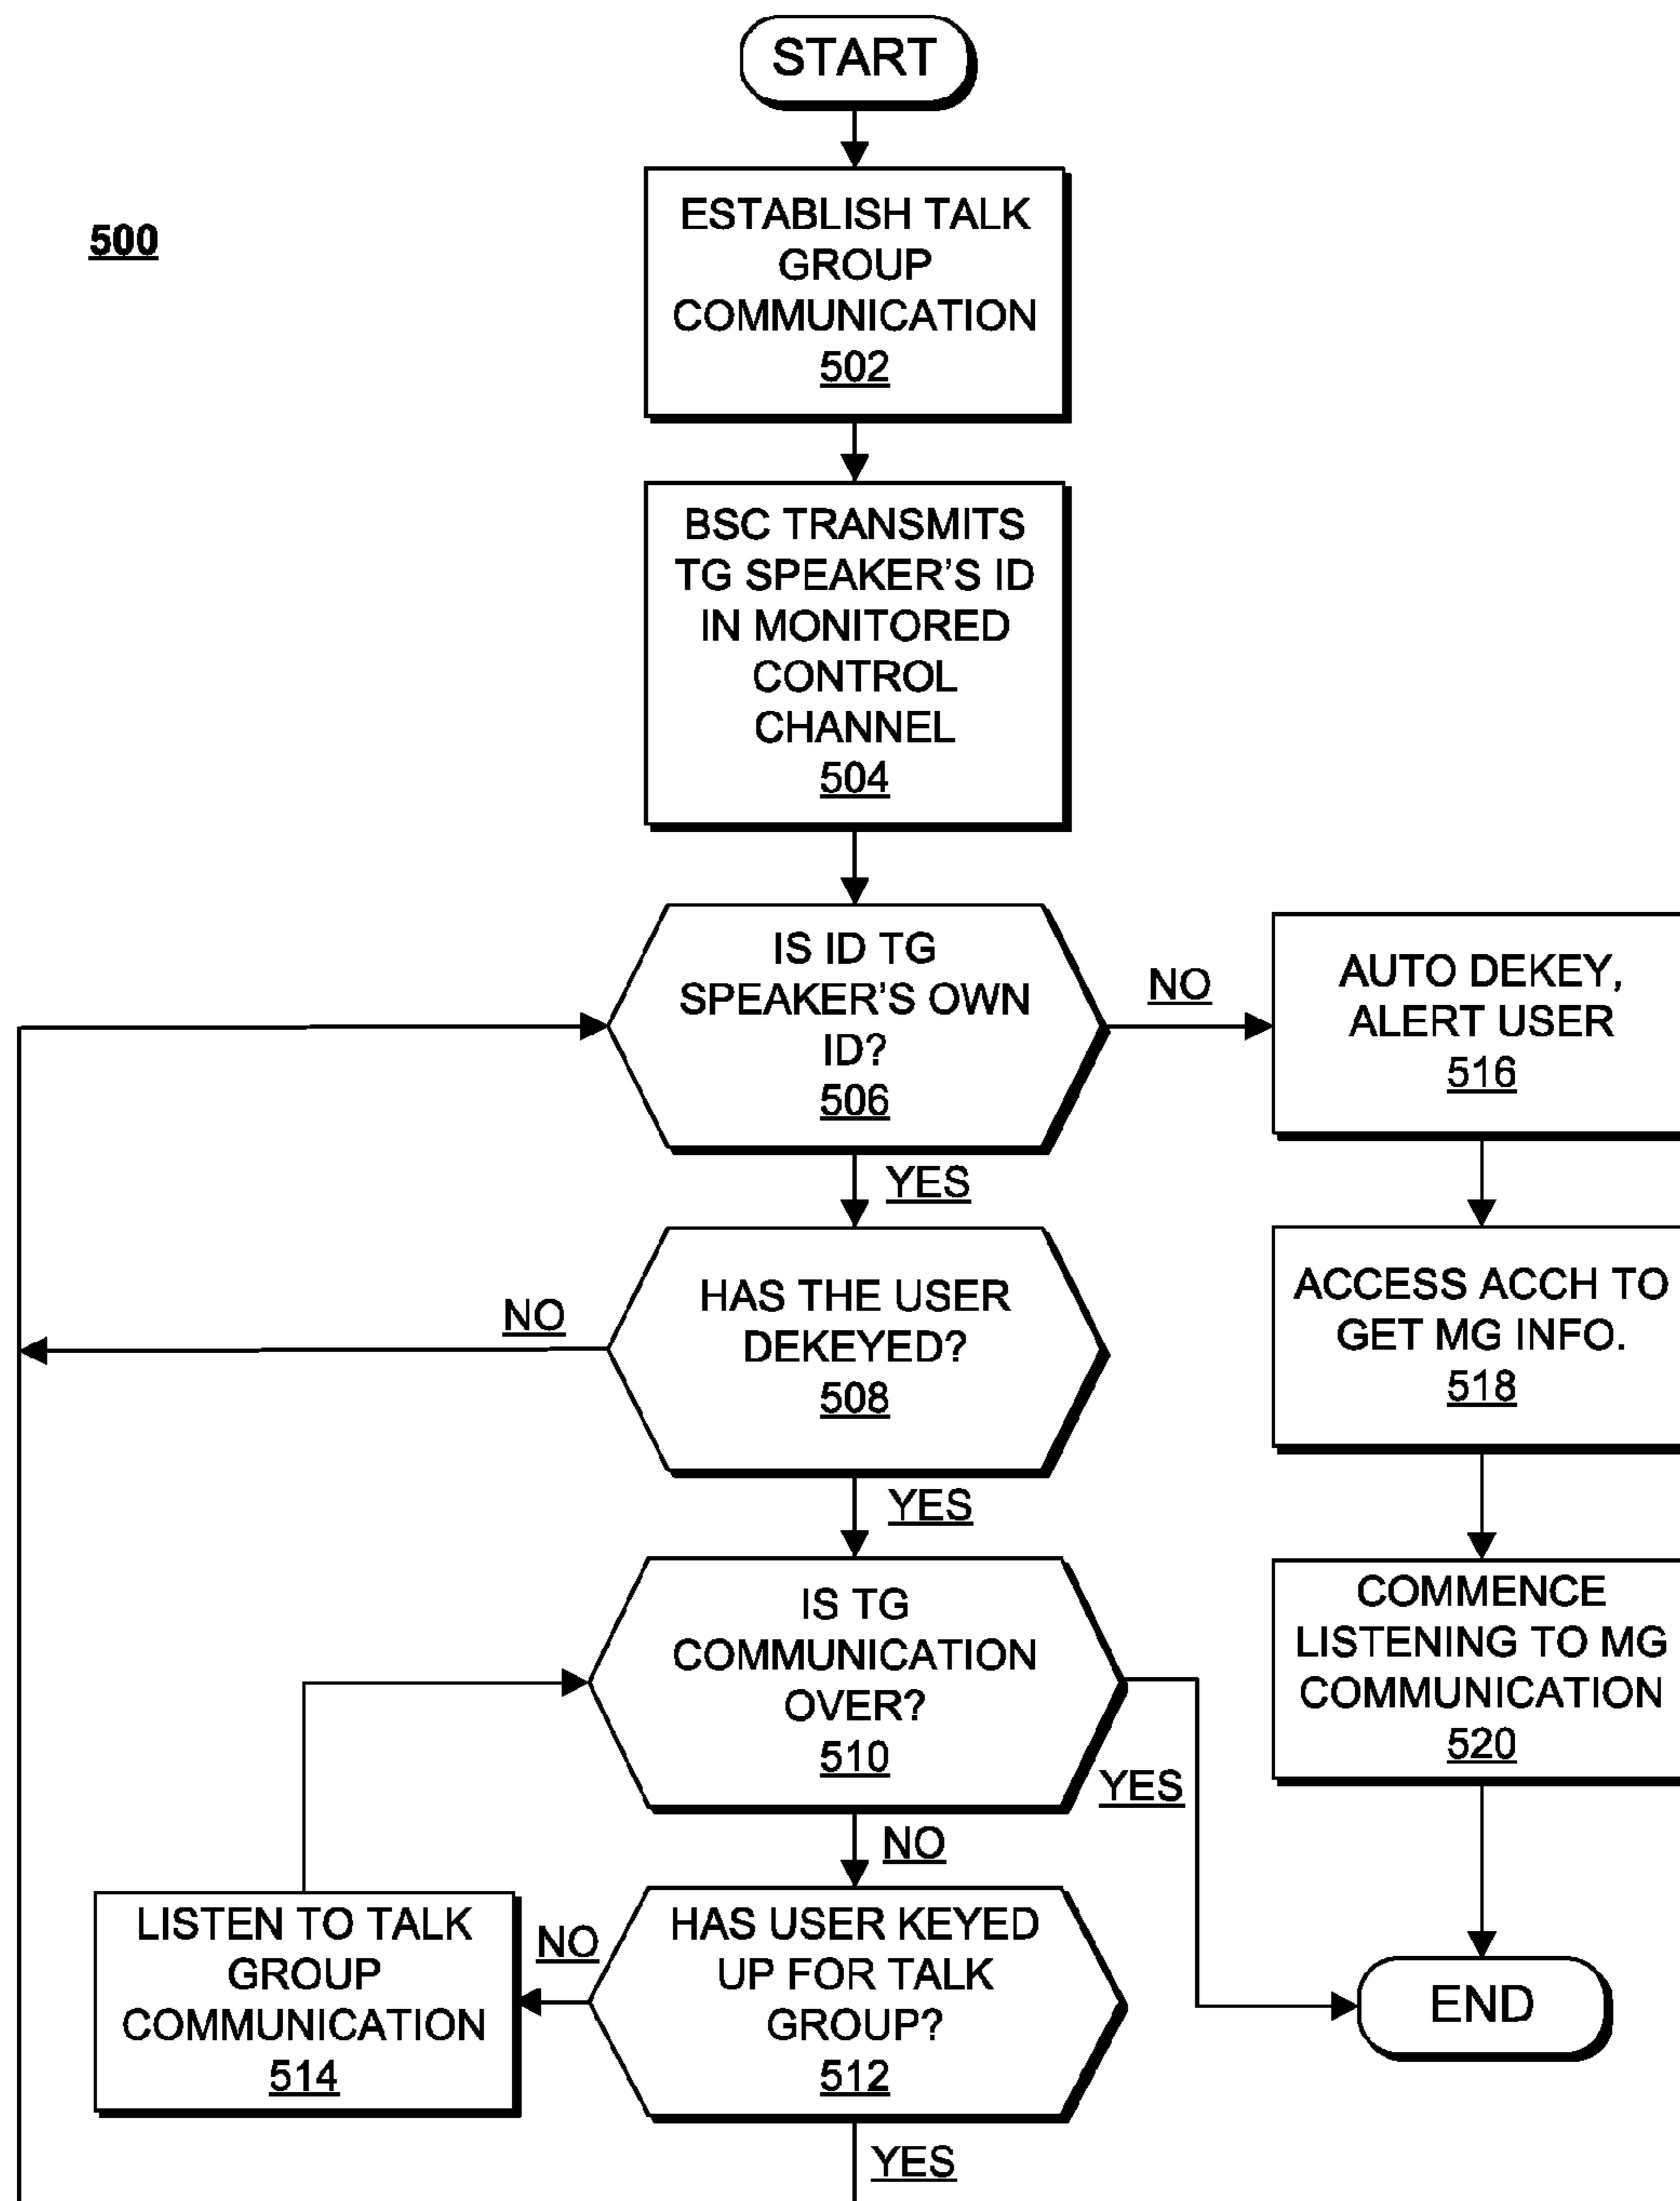 START
500
ESTABLISH TALK
GROUP
COMMUNICATION
502
BSC TRANSMITS
TG SPEAKER'S ID
IN MONITORED
CONTROL
CHANNEL
504
IS ID TG
SPEAKER'S OWN
ID?
506
NO
AUTO DEKEY,
ALERT USER
516
YES
HAS THE USER
DEKEYED?
508
NO
ACCESS ACCH TO
GET MG INFO.
518
YES
IS TG
COMMUNICATION
OVER?
510
YES
COMMENCE
LISTENING TO MG
COMMUNICATION
520
NO
HAS USER KEYED
UP FOR TALK
GROUP?
512
NO
LISTEN TO TALK
GROUP
COMMUNICATION
514
END
YES